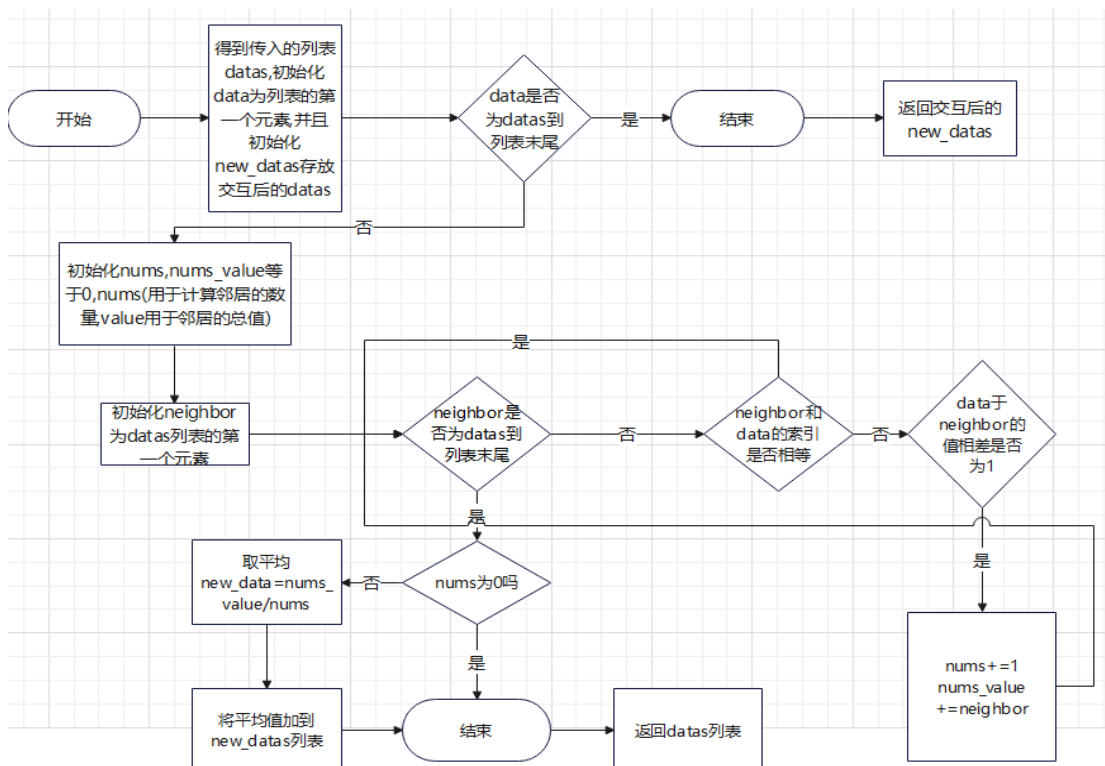 开始
得到传入的列表
datas,初始化
data为列表的第
一个元素,并且
初始化
new_datas存放
交互后的datas
data是否
为datas到
列表末尾
是
结束
返回交互后的
new_datas
否
初始化nums,nums_value等
于0,nums(用于计算邻居的数
量,value用于邻居的总值)
是
初始化neighbor
为datas列表的第
一个元素
neighbor是
否为datas到
列表末尾
否
neighbor和
data的索引
是否相等
否
data于
neighbor的
值相差是否
为1
是
取平均
new_data=nums_
value/nums
否
nums为0吗
是
是
nums+=1
nums_value
+=neighbor
将平均值加到
new_datas列表
结束
返回datas列表